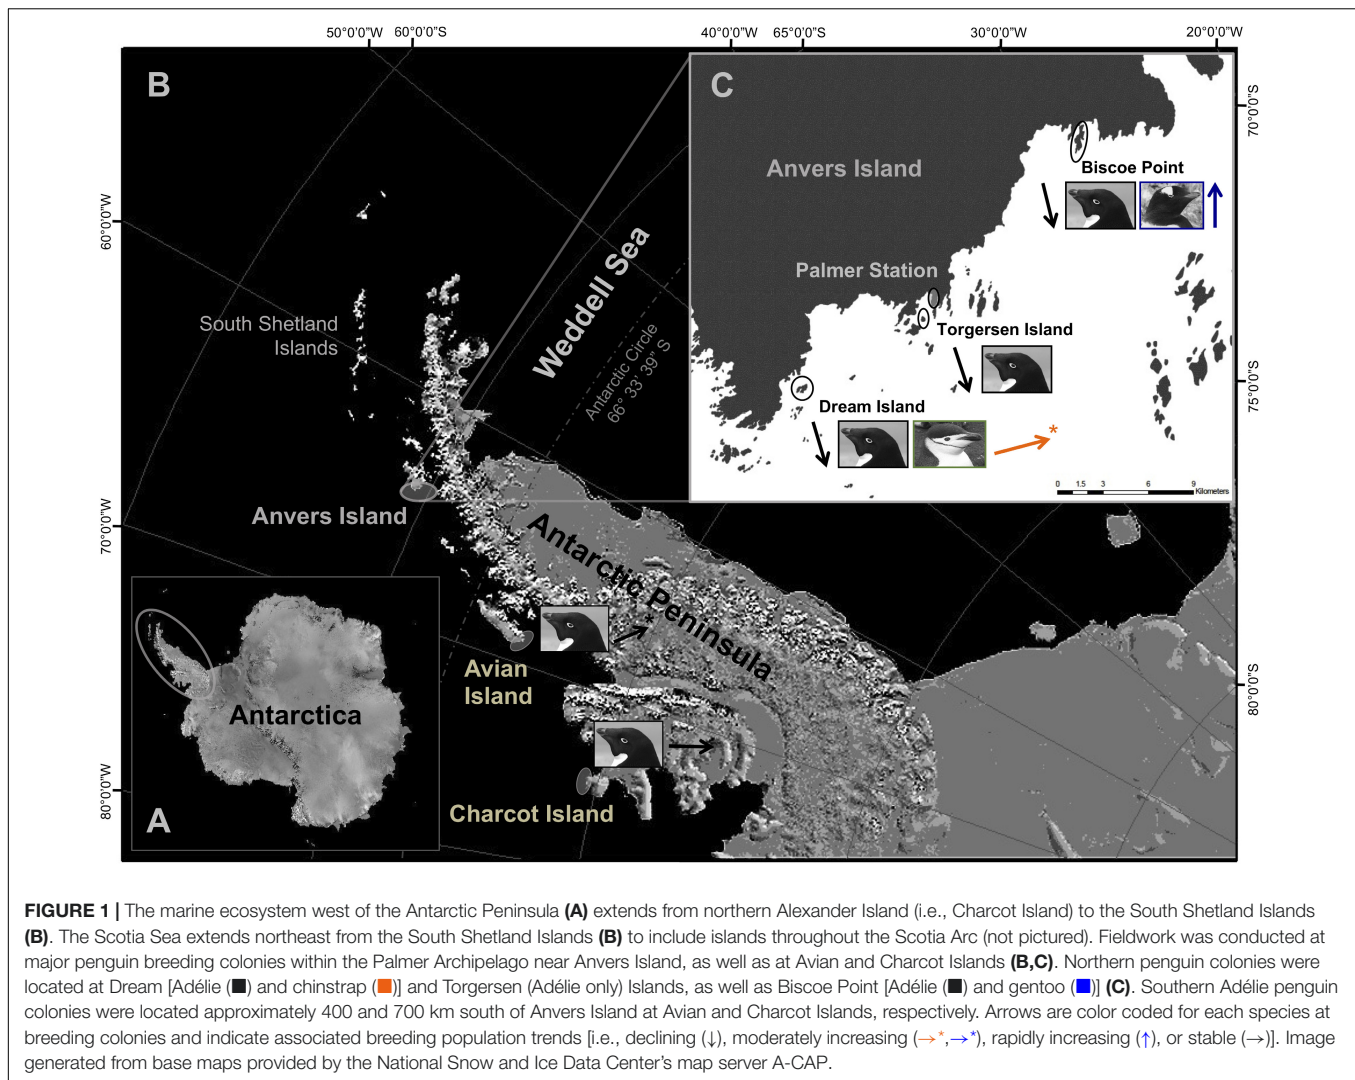 50°0'0"W 60°0'0"S 40°0'0"W 65°0'0"S 30°0'0"W 20°0'0"W
B
C
70°0'0"S
Anvers Island
Biscoe Point
60°0'0"W
Weddell Sea
Palmer Station
South Shetland
Islands
Torgersen Island
Antarctic Circle
66° 33' 39" S
75°0'0"S
Dream Island
*
0 1.5 3 6 9
Kilometers
Anvers Island
70°0'0"W
Antarctic Peninsula
*
Avian
Island
80°0'0"S
Antarctica
80°0'0"W
Charcot Island
A
FIGURE 1 | The marine ecosystem west of the Antarctic Peninsula (A) extends from northern Alexander Island (i.e., Charcot Island) to the South Shetland Islands
(B). The Scotia Sea extends northeast from the South Shetland Islands (B) to include islands throughout the Scotia Arc (not pictured). Fieldwork was conducted at
major penguin breeding colonies within the Palmer Archipelago near Anvers Island, as well as at Avian and Charcot Islands (B,C). Northern penguin colonies were
located at Dream [Adélie (■) and chinstrap (■)] and Torgersen (Adélie only) Islands, as well as Biscoe Point [Adélie (■) and gentoo (■)] (C). Southern Adélie penguin
colonies were located approximately 400 and 700 km south of Anvers Island at Avian and Charcot Islands, respectively. Arrows are color coded for each species at
breeding colonies and indicate associated breeding population trends [i.e., declining (↓), moderately increasing (→*,→*), rapidly increasing (↑), or stable (→)]. Image
generated from base maps provided by the National Snow and Ice Data Center's map server A-CAP.